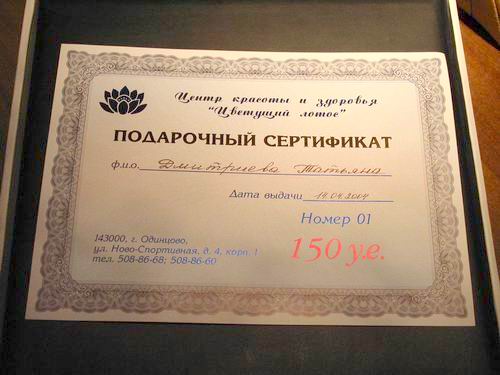 Центр красоты и здоровья
"Цветущий лотос"
ПОДАРОЧНЫЙ СЕРТИФИКАТ
ф.и.о. Дмитриева Татьяна
Дата выдачи 14.04.2004
Номер 01
150 у.е.
143000, г. Одинцово,
ул. Ново-Спортивная, д. 4, корп. 1
тел. 508-86-68; 508-86-60